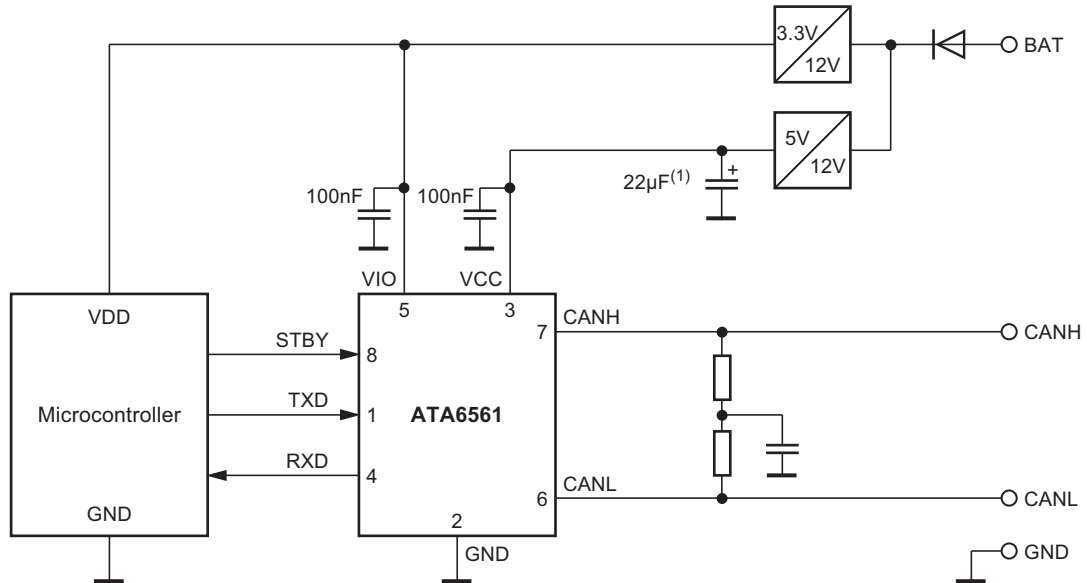 3.3V
12V
BAT
5V
12V
22µF(1)
+
100nF
100nF
VIO
VCC
5
3
VDD
CANH
7
CANH
STBY
8
Microcontroller
TXD
1
ATA6561
RXD
4
CANL
6
CANL
GND
2
GND
GND